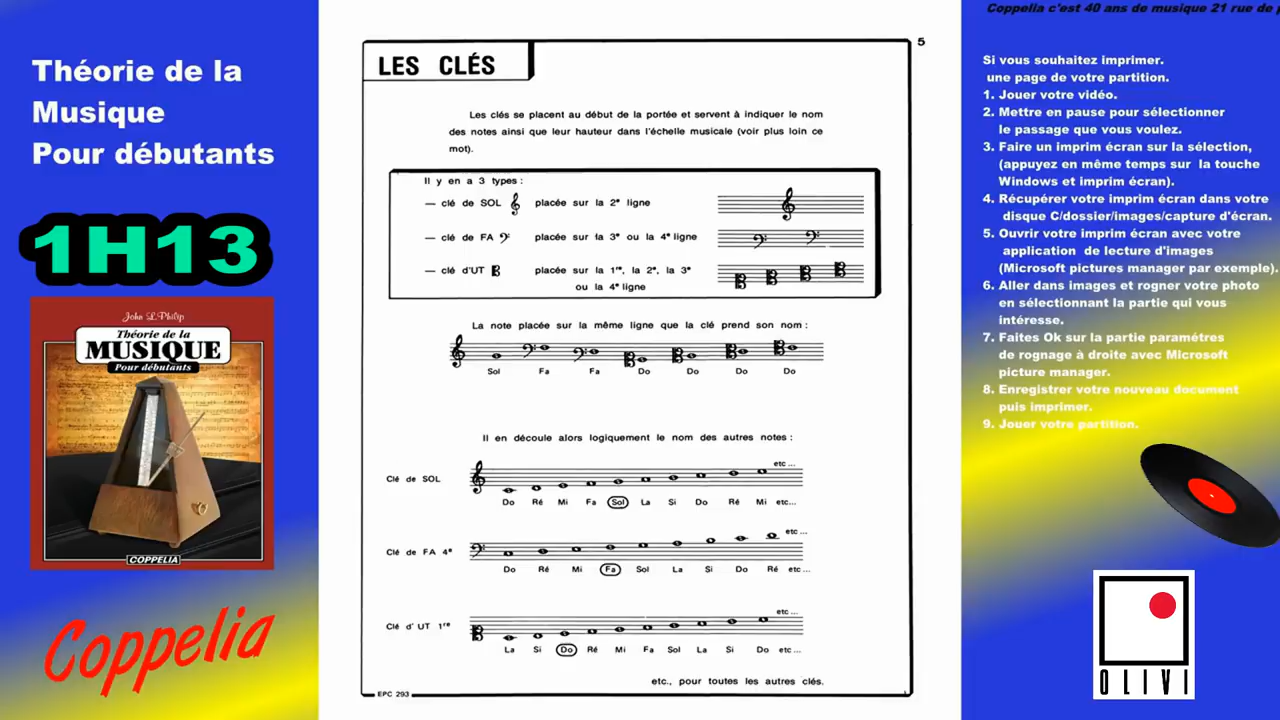 Coppelia c'est 40 ans de musique 21 rue de
Théorie de la
Musique
Pour débutants
1H13
John L.Philip
Théorie de la
MUSIQUE
Pour débutants
COPPELIA
Coppelia
5
LES CLÉS
Les clés se placent au début de la portée et servent à indiquer le nom
des notes ainsi que leur hauteur dans l'échelle musicale (voir plus loin ce
mot).
Il y en a 3 types :
— clé de SOL placée sur la 2e ligne
— clé de FA placée sur la 3e ou la 4e ligne
— clé d'UT placée sur la 1re, la 2e, la 3e
ou la 4e ligne
La note placée sur la même ligne que la clé prend son nom :
Sol Fa Fa Do Do Do Do
Il en découle alors logiquement le nom des autres notes :
etc ...
Clé de SOL
Do Ré Mi Fa Sol La Si Do Ré Mi etc...
etc ...
Clé de FA 4e
Do Ré Mi Fa Sol La Si Do Ré etc ...
etc ...
Clé d' UT 1re
La Si Do Ré Mi Fa Sol La Si Do etc ...
etc., pour toutes les autres clés.
EPC 293
Si vous souhaitez imprimer.
une page de votre partition.
1. Jouer votre vidéo.
2. Mettre en pause pour sélectionner
le passage que vous voulez.
3. Faire un imprim écran sur la sélection,
(appuyez en même temps sur la touche
Windows et imprim écran).
4. Récupérer votre imprim écran dans votre
disque C/dossier/images/capture d'écran.
5. Ouvrir votre imprim écran avec votre
application de lecture d'images
(Microsoft pictures manager par exemple).
6. Aller dans images et rogner votre photo
en sélectionnant la partie qui vous
intéresse.
7. Faites Ok sur la partie paramétres
de rognage à droite avec Microsoft
picture manager.
8. Enregistrer votre nouveau document
puis imprimer.
9. Jouer votre partition.
OLIVI